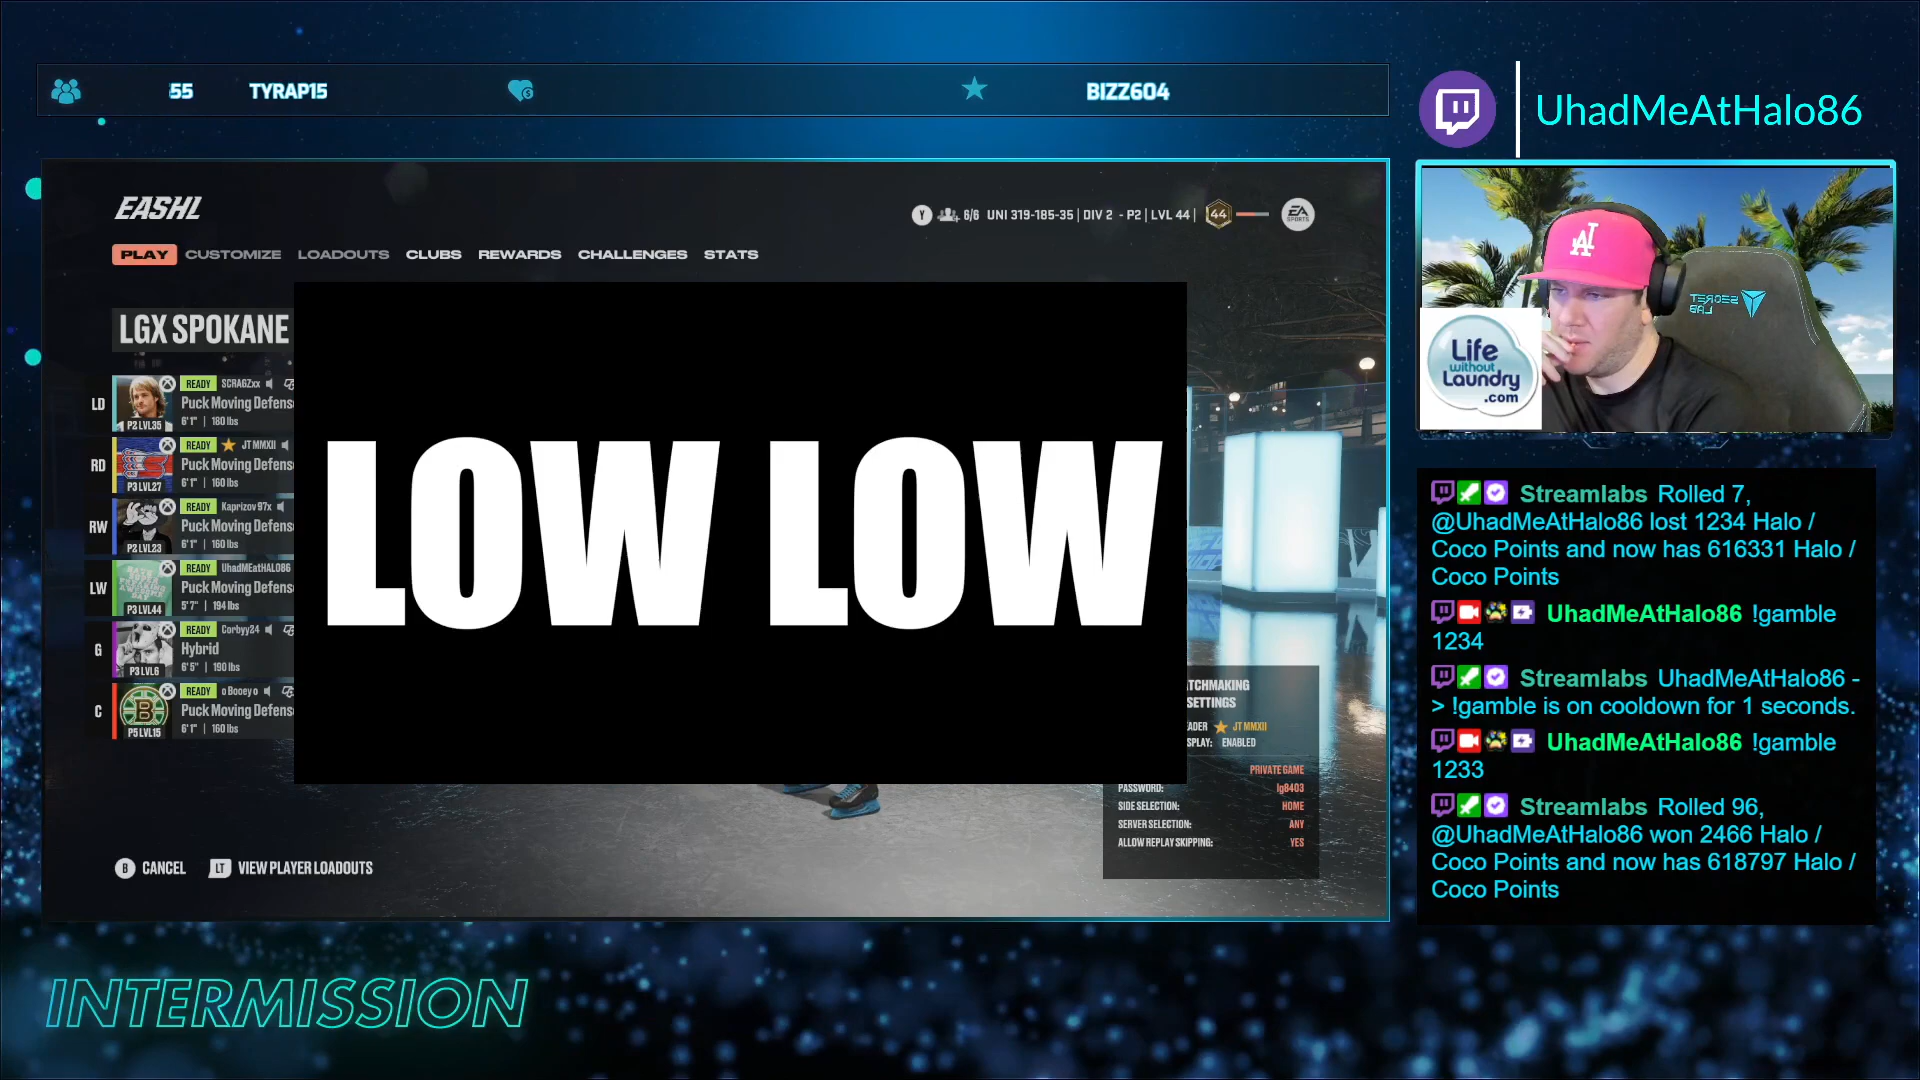 55 TYRAP15 BIZZ604
UhadMeAtHalo86
EASHL
Y 6/6 UNI 319-185-35 | DIV 2 - P2 | LVL 44 | 44 EA SPORTS
PLAY CUSTOMIZE LOADOUTS CLUBS REWARDS CHALLENGES STATS
LGX SPOKANE
LD READY SCRAGZxx
Puck Moving Defens
P2 LVL35 6'1" | 180 lbs
RD READY JT MMXII
Puck Moving Defens
P3 LVL27 6'1" | 160 lbs
RW READY Kaprizov97x
Puck Moving Defens
P2 LVL23 6'1" | 160 lbs
LW READY UhadMEatHALO86
Puck Moving Defens
P3 LVL44 5'7" | 194 lbs
G READY Corbyy24
Hybrid
P3 LVL6 6'5" | 190 lbs
C READY o Booey o
Puck Moving Defens
P5 LVL15 6'1" | 160 lbs
LOW LOW
TCHMAKING
SETTINGS
ADER JT MMXII
SPLAY: ENABLED
PRIVATE GAME
PASSWORD: lg8403
SIDE SELECTION: HOME
SERVER SELECTION: ANY
ALLOW REPLAY SKIPPING: YES
B CANCEL LT VIEW PLAYER LOADOUTS
INTERMISSION
LA
SECRET
LAB
Life
without
Laundry
.com
Streamlabs Rolled 7,
@UhadMeAtHalo86 lost 1234 Halo /
Coco Points and now has 616331 Halo /
Coco Points
UhadMeAtHalo86 !gamble
1234
Streamlabs UhadMeAtHalo86 -
> !gamble is on cooldown for 1 seconds.
UhadMeAtHalo86 !gamble
1233
Streamlabs Rolled 96,
@UhadMeAtHalo86 won 2466 Halo /
Coco Points and now has 618797 Halo /
Coco Points